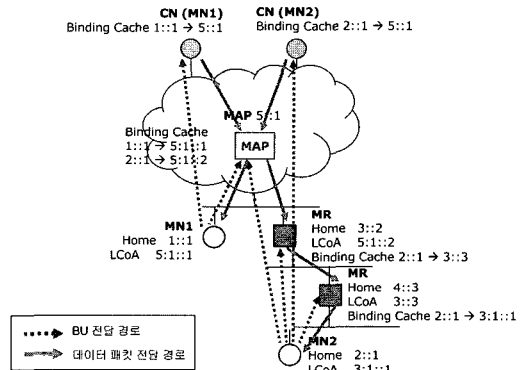 CN (MN1)
Binding Cache 1::1 → 5::1
CN (MN2)
Binding Cache 2::1 → 5::1
MAP 5::1
Binding Cache
1::1 → 5:1::1
2::1 → 5:1::2
MAP
MN1
Home 1::1
LCoA 5:1::1
MR
Home 3::2
LCoA 5:1::2
Binding Cache 2::1 → 3::3
MR
Home 4::3
LCoA 3::3
Binding Cache 2::1 → 3:1::1
BU 전달 경로
데이터 패킷 전달 경로
MN2
Home 2::1
LCoA 3:1::1